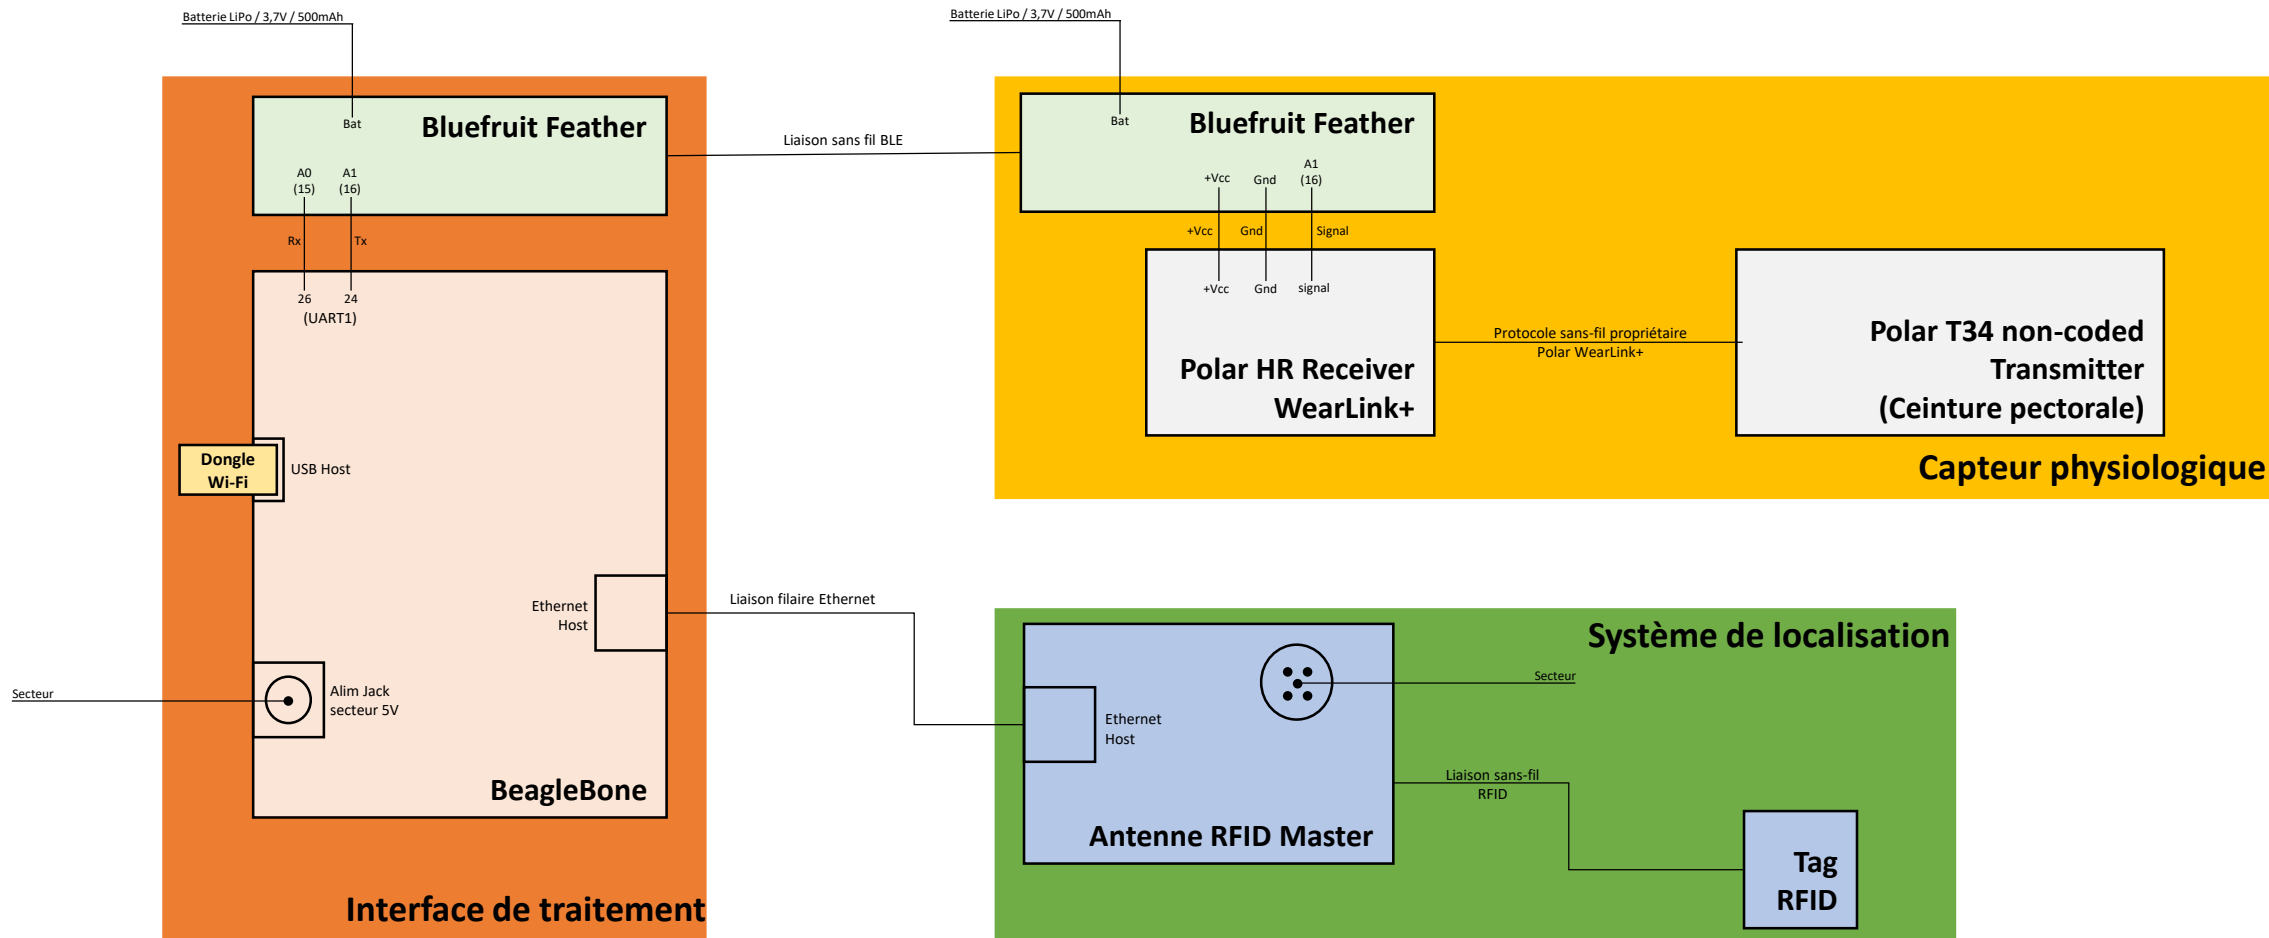 Batterie LiPo / 3,7V / 500mAh
Bat
Bluefruit Feather
A0
(15)
A1
(16)
Rx
Tx
26
24
(UART1)
Dongle
Wi-Fi
USB Host
Ethernet
Host
Secteur
Alim Jack
secteur 5V
BeagleBone
Interface de traitement
Liaison sans fil BLE
Liaison filaire Ethernet
Batterie LiPo / 3,7V / 500mAh
Bat
Bluefruit Feather
+Vcc
Gnd
A1
(16)
+Vcc
Gnd
Signal
+Vcc
Gnd
signal
Polar HR Receiver
WearLink+
Protocole sans-fil propriétaire
Polar WearLink+
Polar T34 non-coded
Transmitter
(Ceinture pectorale)
Capteur physiologique
Système de localisation
Secteur
Ethernet
Host
Antenne RFID Master
Liaison sans-fil
RFID
Tag
RFID